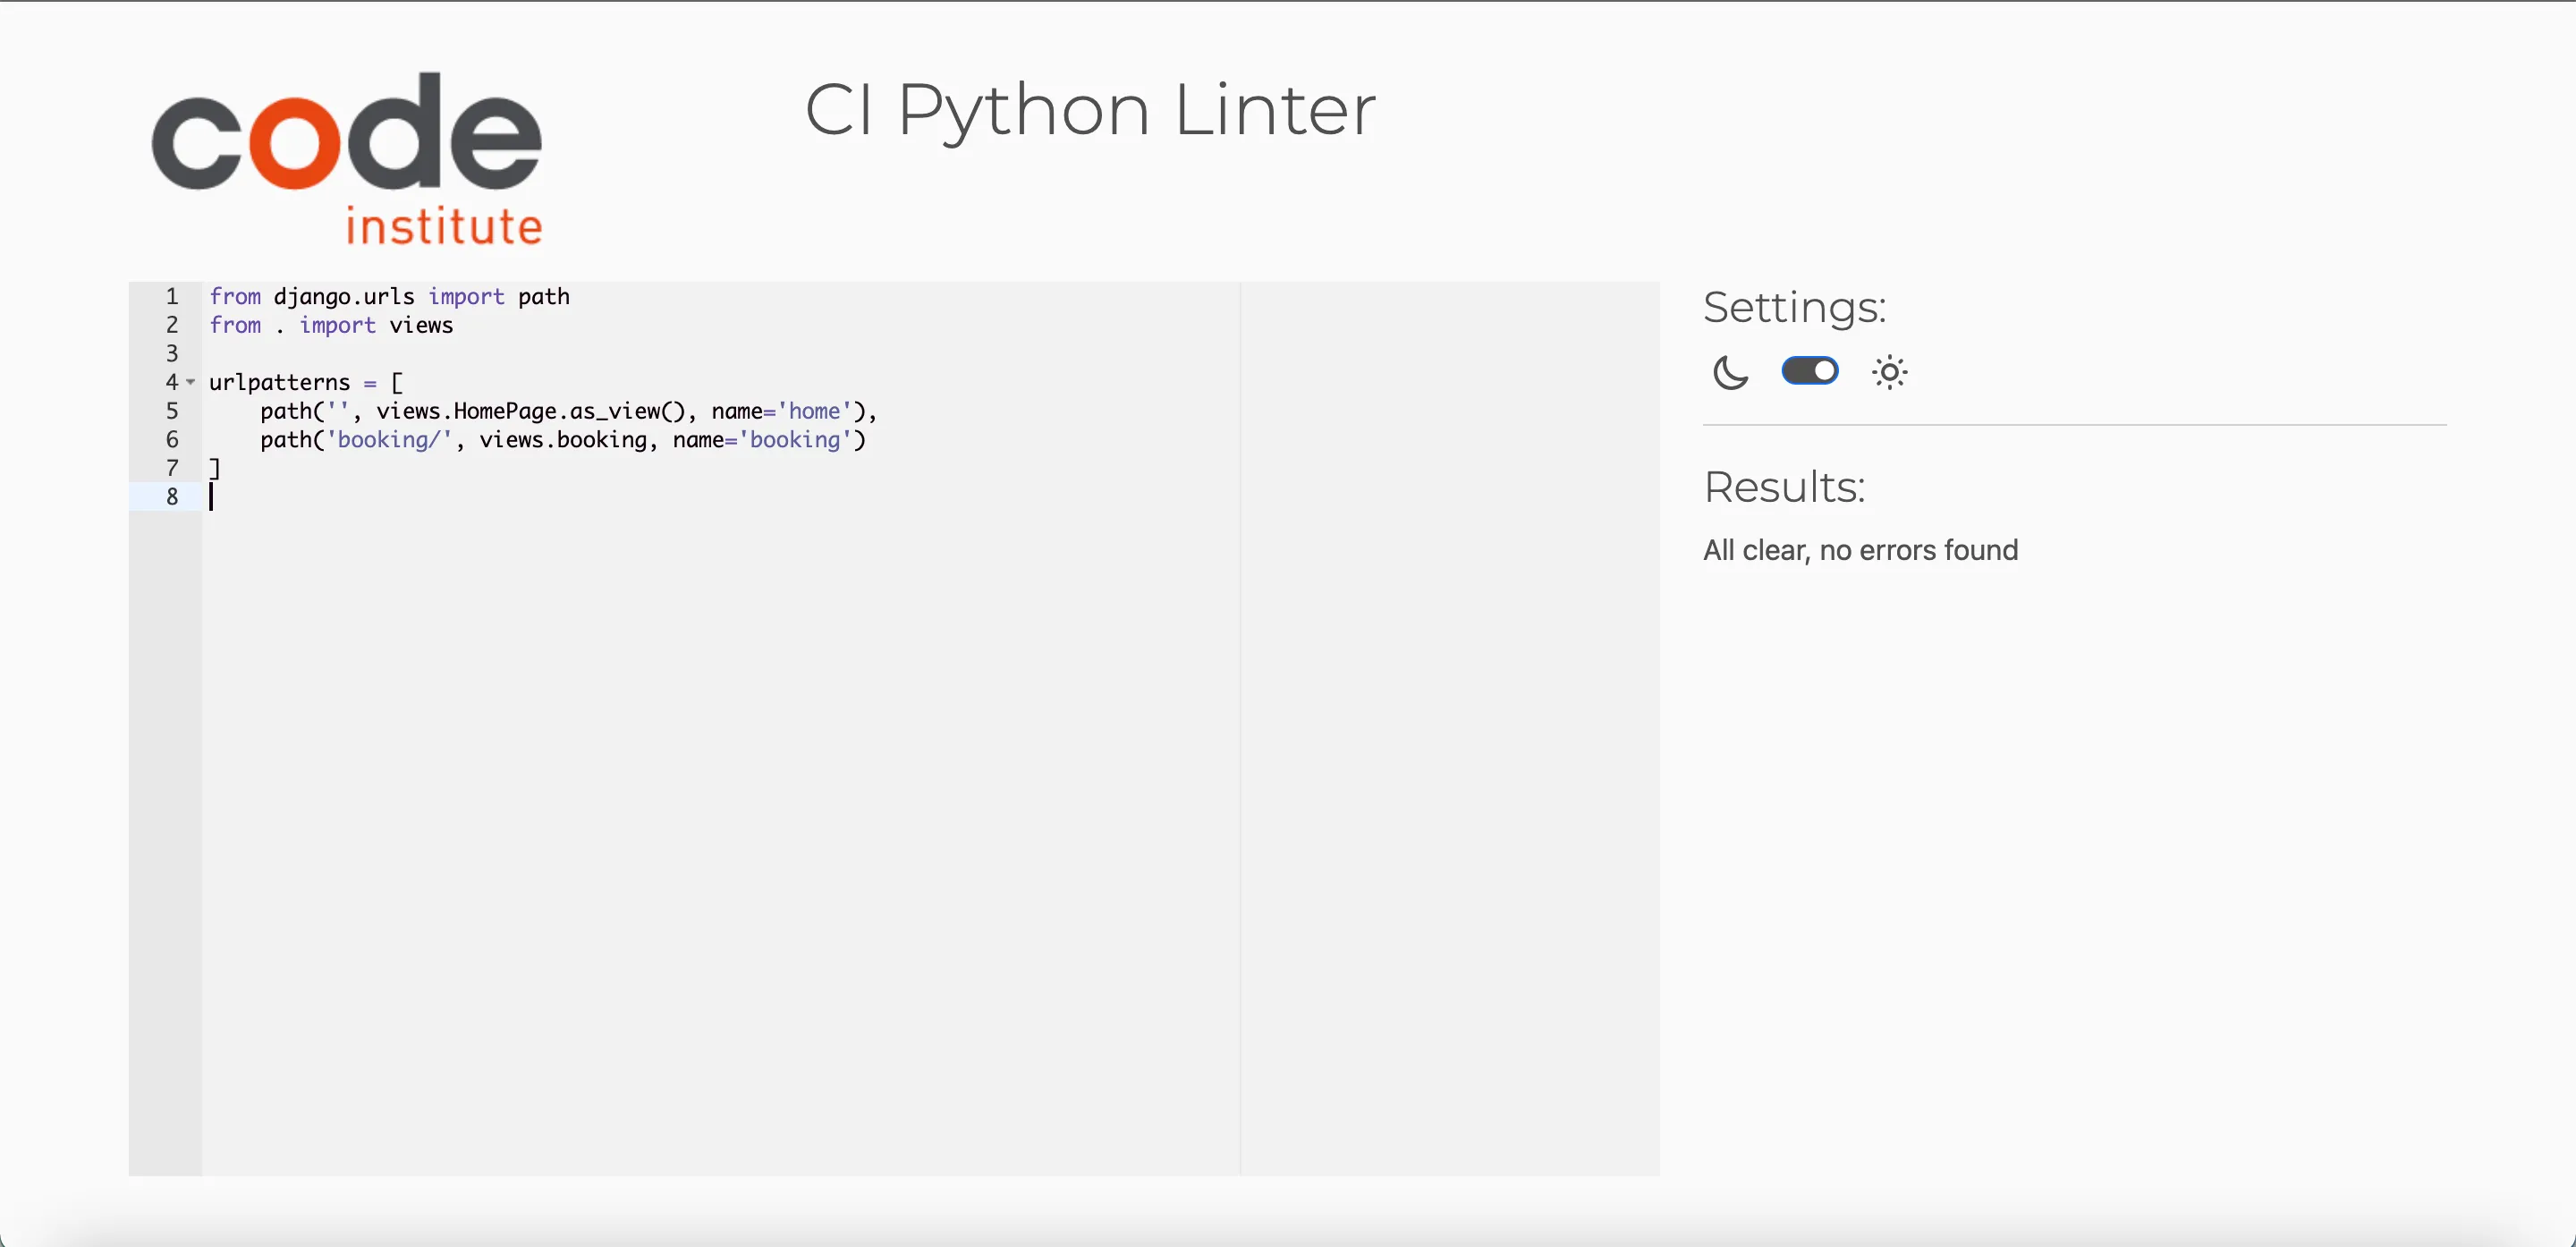 code
institute
CI Python Linter
1 from django.urls import path
2 from . import views
3
4 urlpatterns = [
5     path('', views.HomePage.as_view(), name='home'),
6     path('booking/', views.booking, name='booking')
7 ]
8
Settings:
Results:
All clear, no errors found